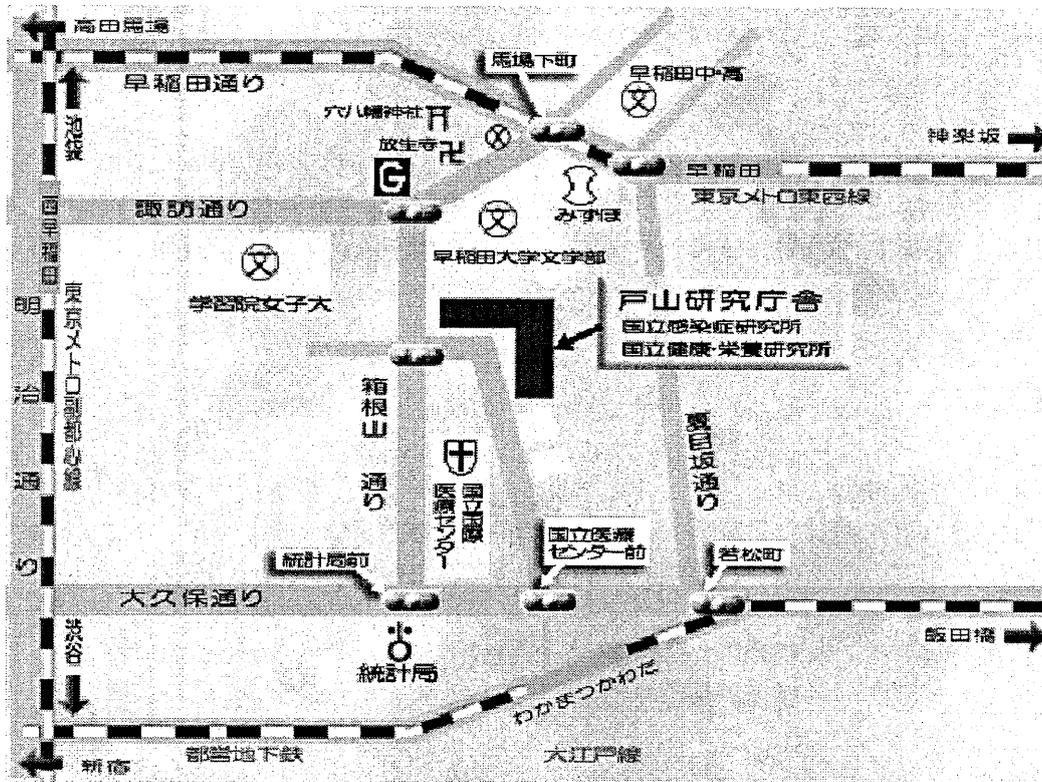 高田馬場
早稲田通り
馬場下町
早稲田中・高
穴八幡神社
放生寺
池袋
神楽坂
早稲田
東京メトロ東西線
みずほ
G
諏訪通り
早稲田大学文学部
西早稲田
学習院女子大
戸山研究庁舎
国立感染症研究所
国立健康・栄養研究所
明治通り
東京メトロ副都心線
箱根山通り
夏目坂通り
国立国際
医療センター
国立医療
センター前
統計局前
若松町
大久保通り
渋谷
飯田橋
統計局
わかまつかわだ
都営地下鉄
大江戸線
新宿
文
文
文